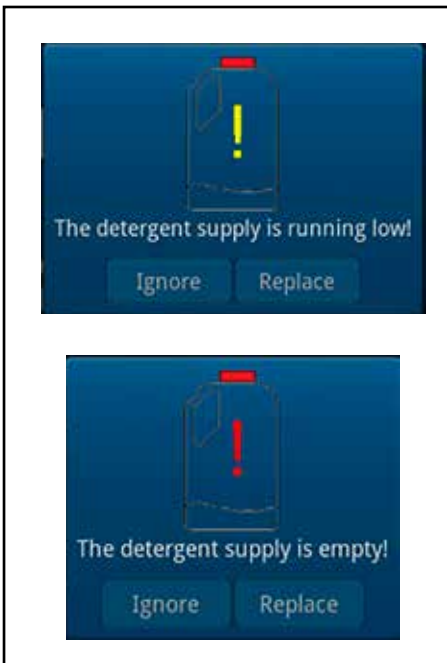 !
The detergent supply is running low!
Ignore Replace
!
The detergent supply is empty!
Ignore Replace